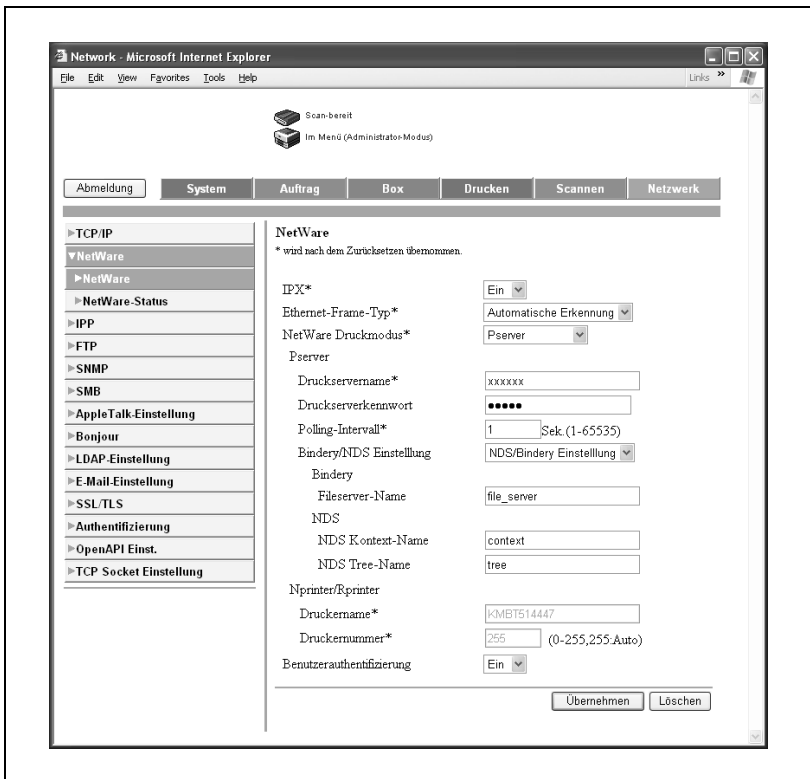 Network - Microsoft Internet Explorer
File Edit View Favorites Tools Help Links »
Scan-bereit
Im Menü (Administrator-Modus)
Abmeldung System Auftrag Box Drucken Scannen Netzwerk
TCP/IP
NetWare
NetWare
NetWare-Status
IPP
FTP
SNMP
SMB
AppleTalk-Einstellung
Bonjour
LDAP-Einstellung
E-Mail-Einstellung
SSL/TLS
Authentifizierung
OpenAPI Einst.
TCP Socket Einstellung
NetWare
* wird nach dem Zurücksetzen übernommen.
IPX* Ein
Ethernet-Frame-Typ* Automatische Erkennung
NetWare Druckmodus* Pserver
Pserver
Druckservername* xxxxxx
Druckserverkennwort ●●●●●
Polling-Intervall* 1 Sek.(1-65535)
Bindery/NDS Einstelllung NDS/Bindery Einstelllung
Bindery
Fileserver-Name file_server
NDS
NDS Kontext-Name context
NDS Tree-Name tree
Nprinter/Rprinter
Druckername* KMBT514447
Druckernummer* 255 (0-255,255:Auto)
Benutzerauthentifizierung Ein
Übernehmen Löschen